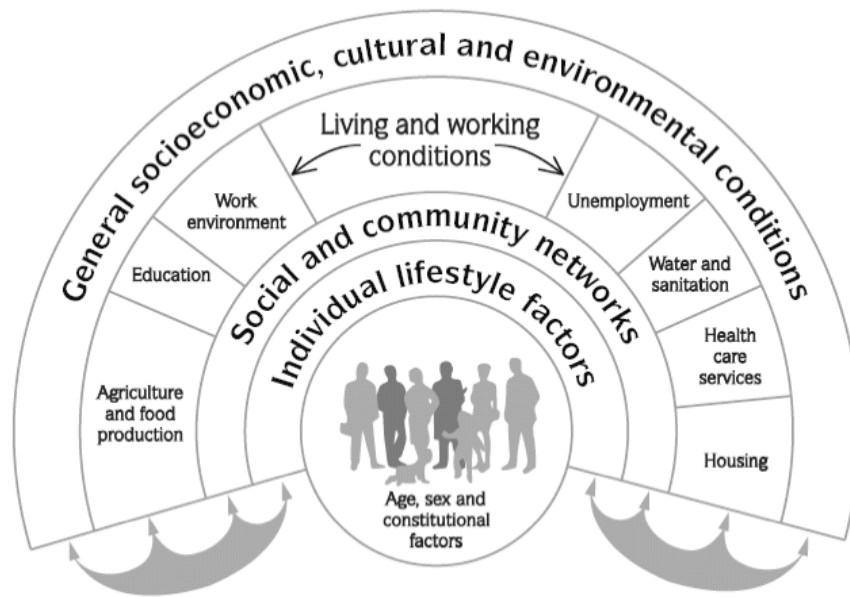 General socioeconomic, cultural and environmental conditions
Living and working
conditions
Work
environment
Education
Agriculture
and food
production
Unemployment
Water and
sanitation
Health
care
services
Housing
Social and community networks
Individual lifestyle factors
Age, sex and
constitutional
factors